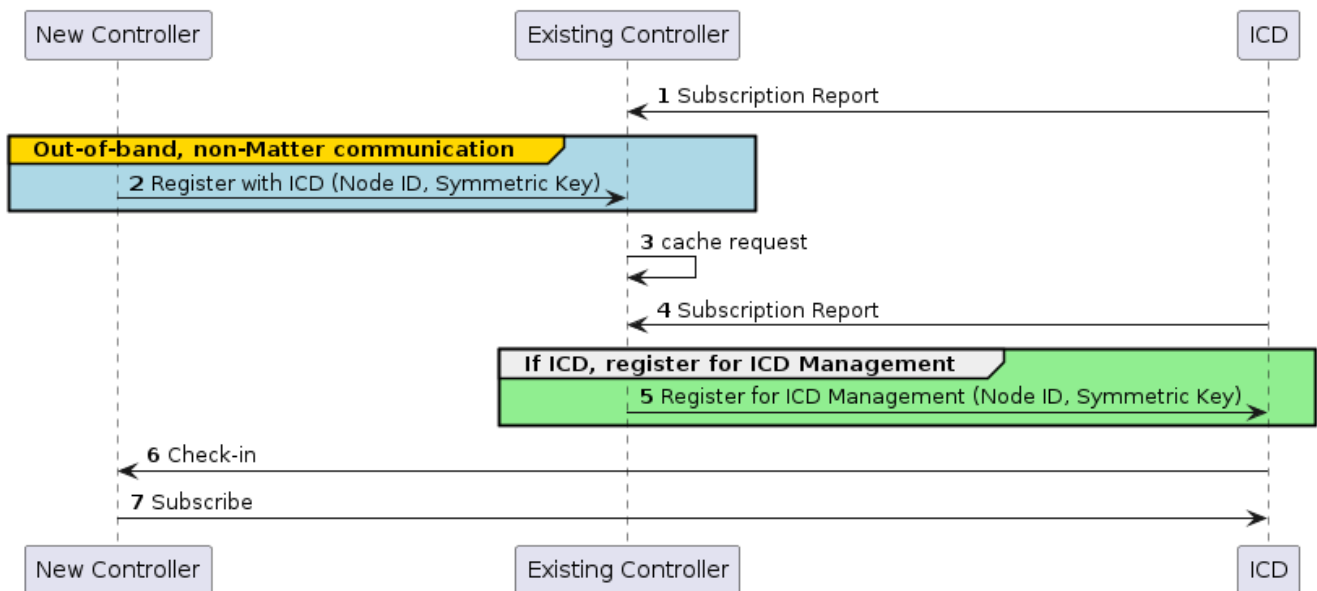 New Controller
Existing Controller
ICD
1 Subscription Report
Out-of-band, non-Matter communication
2 Register with ICD (Node ID, Symmetric Key)
3 cache request
4 Subscription Report
If ICD, register for ICD Management
5 Register for ICD Management (Node ID, Symmetric Key)
6 Check-in
7 Subscribe
New Controller
Existing Controller
ICD